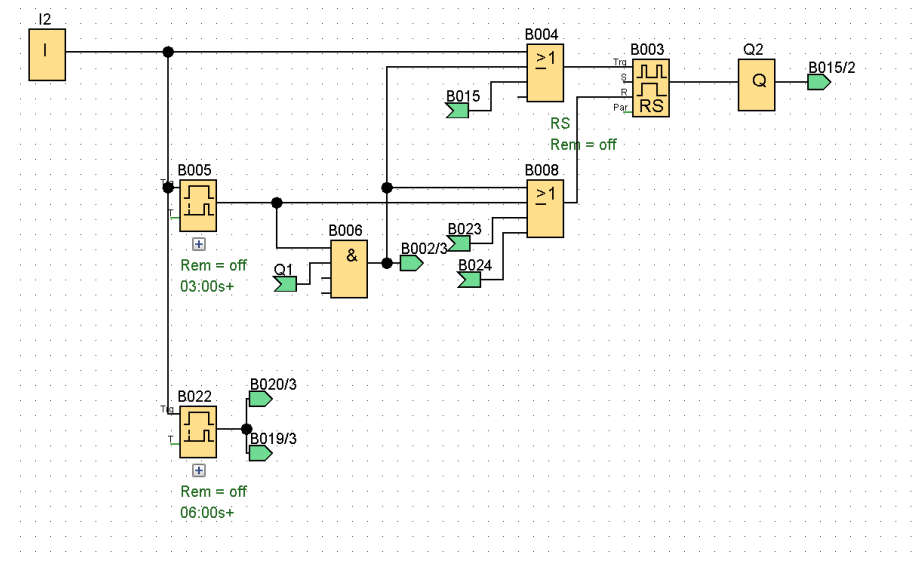 I2
I
B004
≥1
B015
B003
Trg
S
R
Par
RS
Q2
Q
B015/2
RS
Rem = off
B005
Trg
T
Rem = off
03:00s+
B006
&
Q1
B002/3
B008
≥1
B023
B024
B022
Trg
T
Rem = off
06:00s+
B020/3
B019/3